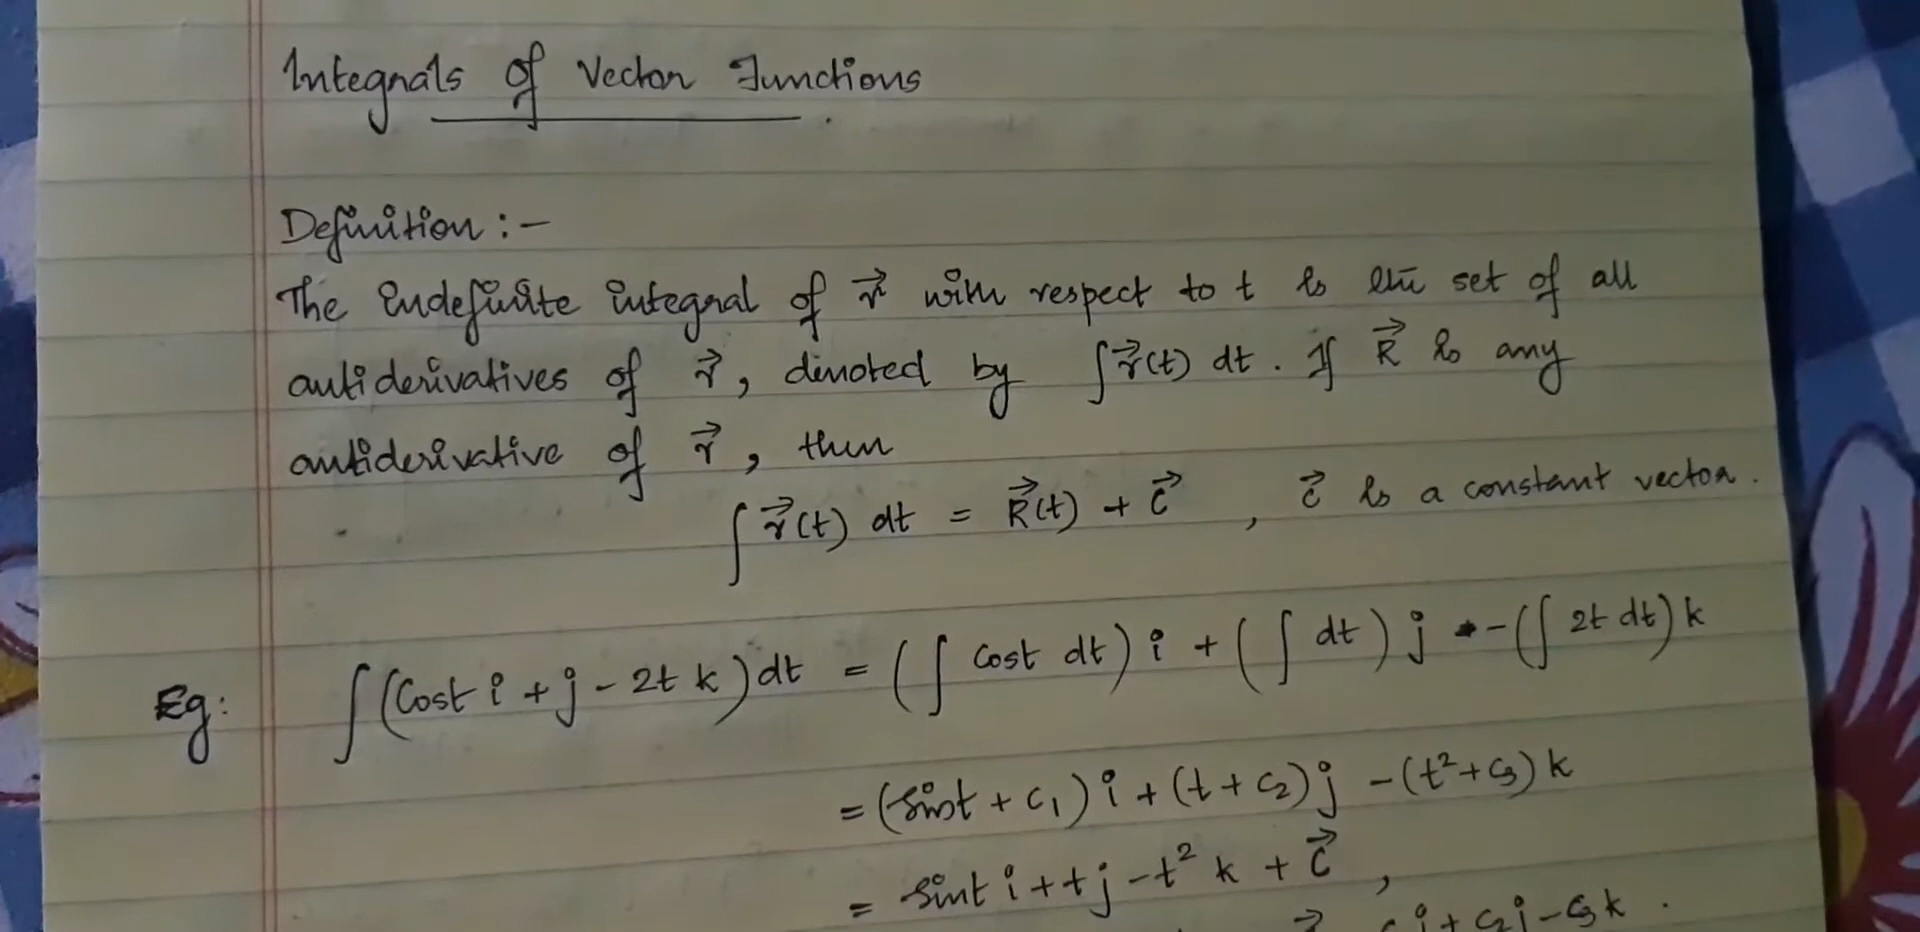 Integrals of Vector Functions
Definition :-
The indefinite integral of r⃗ with respect to t is the set of all
antiderivatives of r⃗, denoted by ∫r⃗(t) dt. If R⃗ is any
antiderivative of r⃗, then
∫r⃗(t) dt = R⃗(t) + C⃗ , C⃗ is a constant vector.
Eg: ∫(Cost i + j - 2t k)dt = (∫ Cost dt) i + (∫ dt) j - (∫ 2t dt) k
= (Sint + C₁) i + (t + C₂) j - (t² + C₃) k
= Sint i + t j - t² k + C⃗ ,
i + C₂ j - C₃ k .